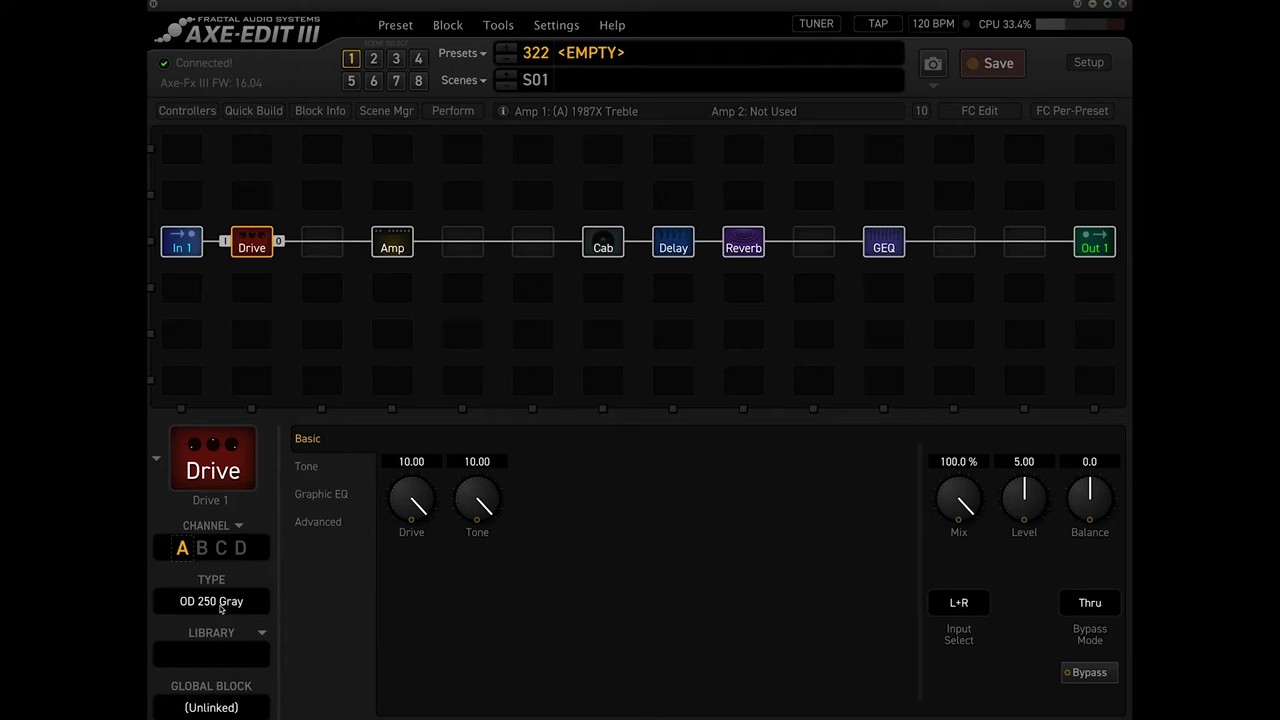 FRACTAL AUDIO SYSTEMS
AXE-EDIT III
Preset Block Tools Settings Help
TUNER TAP 120 BPM CPU 33.4%
SCENE SELECT
1 2 3 4
5 6 7 8
Connected!
Axe-Fx III FW: 16.04
Presets 322 <EMPTY>
Scenes S01
Save Setup
Controllers Quick Build Block Info Scene Mgr Perform Amp 1: (A) 1987X Treble Amp 2: Not Used 10 FC Edit FC Per-Preset
In 1 I Drive O Amp Cab Delay Reverb GEQ Out 1
Drive
Drive 1
CHANNEL
A B C D
TYPE
OD 250 Gray
LIBRARY
GLOBAL BLOCK
(Unlinked)
Basic
Tone
Graphic EQ
Advanced
10.00 10.00
Drive Tone
100.0 % 5.00 0.0
Mix Level Balance
L+R Thru
Input Select
Bypass Mode
Bypass